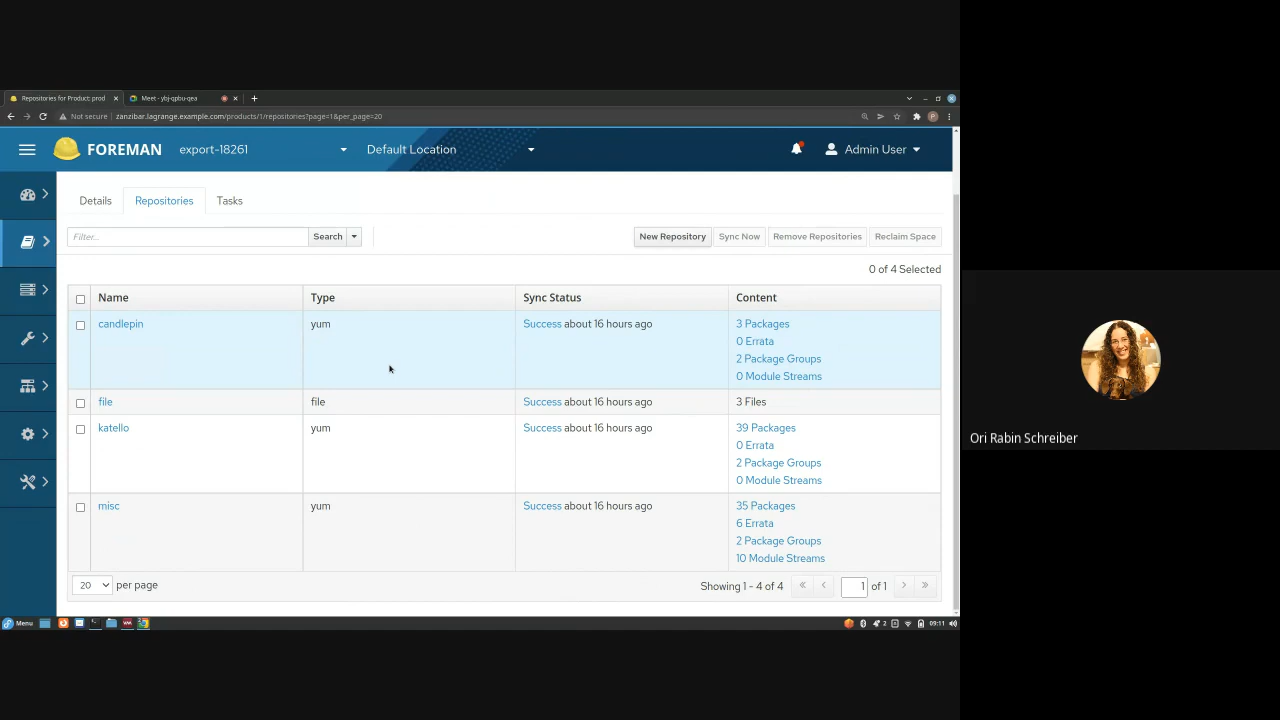 Repositories for Product: prod
Meet - ybj-qpbu-qea
Not secure zanzibar.lagrange.example.com/products/1/repositories?page=1&per_page=20
FOREMAN export-18261 Default Location Admin User
Details Repositories Tasks
Filter... Search New Repository Sync Now Remove Repositories Reclaim Space
0 of 4 Selected
Name Type Sync Status Content
candlepin yum Success about 16 hours ago 3 Packages
0 Errata
2 Package Groups
0 Module Streams
file file Success about 16 hours ago 3 Files
katello yum Success about 16 hours ago 39 Packages
0 Errata
2 Package Groups
0 Module Streams
misc yum Success about 16 hours ago 35 Packages
6 Errata
2 Package Groups
10 Module Streams
20 per page Showing 1 - 4 of 4 1 of 1
Menu 2 09:11
Ori Rabin Schreiber